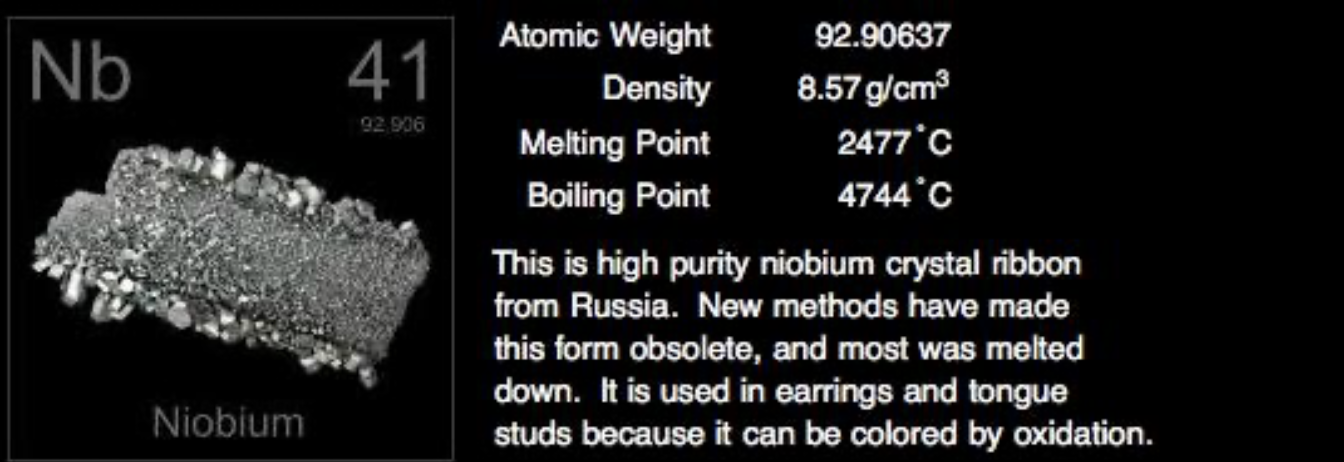 Nb 41
92.906
Niobium
Atomic Weight 92.90637
Density 8.57 g/cm³
Melting Point 2477°C
Boiling Point 4744°C
This is high purity niobium crystal ribbon
from Russia. New methods have made
this form obsolete, and most was melted
down. It is used in earrings and tongue
studs because it can be colored by oxidation.